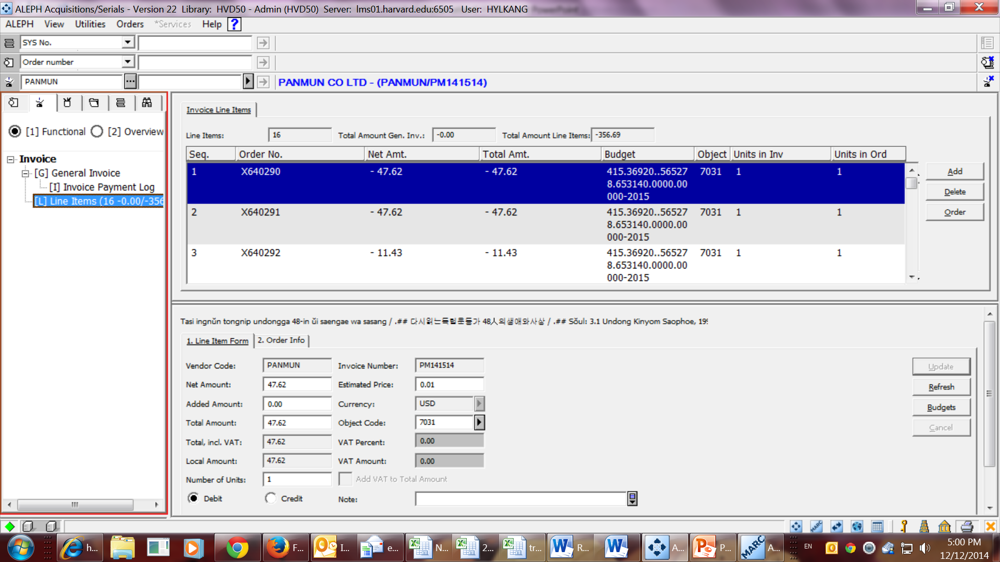 ALEPH Acquisitions/Serials - Version 22 Library: HVD50 - Admin (HVD50) Server: lms01.harvard.edu:6505 User: HYLKANG
ALEPH View Utilities Orders *Services Help ?
SYS No.
Order number
PANMUN ... PANMUN CO LTD - (PANMUN/PM141514)
[1] Functional [2] Overview
Invoice
[G] General Invoice
[I] Invoice Payment Log
[L] Line Items (16 -0.00/-356
Invoice Line Items
Line Items: 16 Total Amount Gen. Inv.: -0.00 Total Amount Line Items: -356.69
Seq. Order No. Net Amt. Total Amt. Budget Object Units in Inv Units in Ord
1 X640290 - 47.62 - 47.62 415.36920..56527 7031 1 1
8.653140.0000.00
000-2015
2 X640291 - 47.62 - 47.62 415.36920..56527 7031 1 1
8.653140.0000.00
000-2015
3 X640292 - 11.43 - 11.43 415.36920..56527 7031 1 1
8.653140.0000.00
000-2015
Add
Delete
Order
Tasi ingnŭn tongnip undongga 48-in ŭi saengae wa sasang / .## 다시읽는독립운동가 48人의생애와사상 / .## Sŏul: 3.1 Undong Kinyom Saophoe, 199
1. Line Item Form 2. Order Info
Vendor Code: PANMUN Invoice Number: PM141514
Net Amount: 47.62 Estimated Price: 0.01
Added Amount: 0.00 Currency: USD
Total Amount: 47.62 Object Code: 7031
Total, incl. VAT: 47.62 VAT Percent: 0.00
Local Amount: 47.62 VAT Amount: 0.00
Number of Units: 1 Add VAT to Total Amount
Debit Credit Note:
Update
Refresh
Budgets
Cancel
h... F... I... e... N... 2... tr... R... A... P... MARC A... EN 5:00 PM
12/12/2014